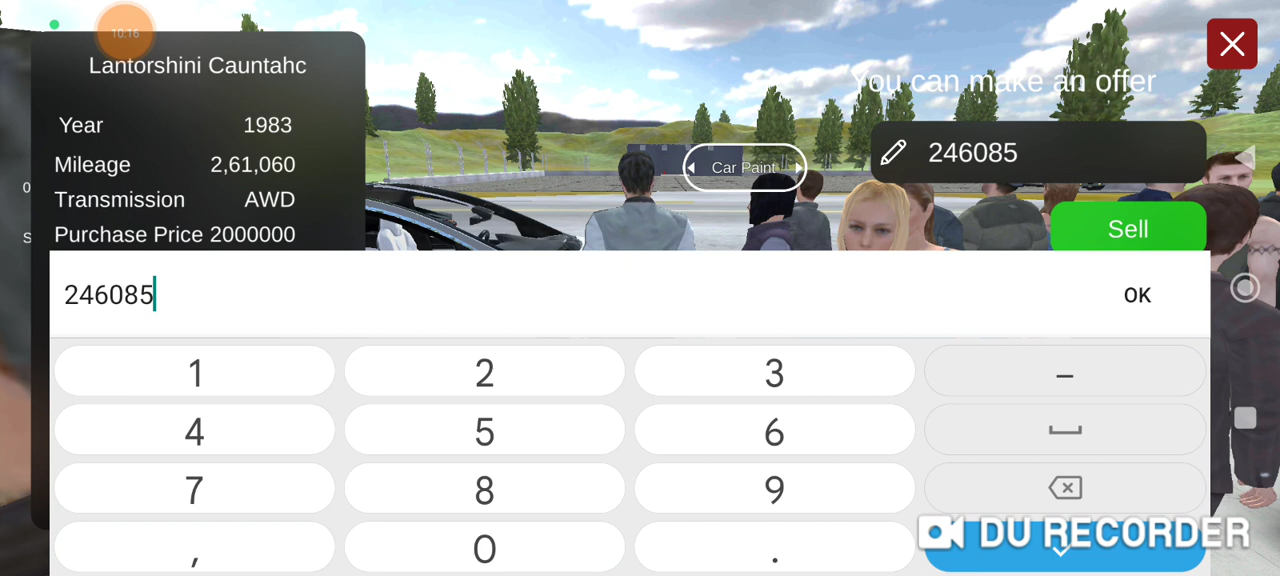 10:16
Lantorshini Cauntahc
You can make an offer
Year 1983
246085
Mileage 2,61,060
Car Paint
Transmission AWD
Purchase Price 2000000
Sell
246085
OK
1 2 3 –
4 5 6
7 8 9
, 0 .
DU RECORDER